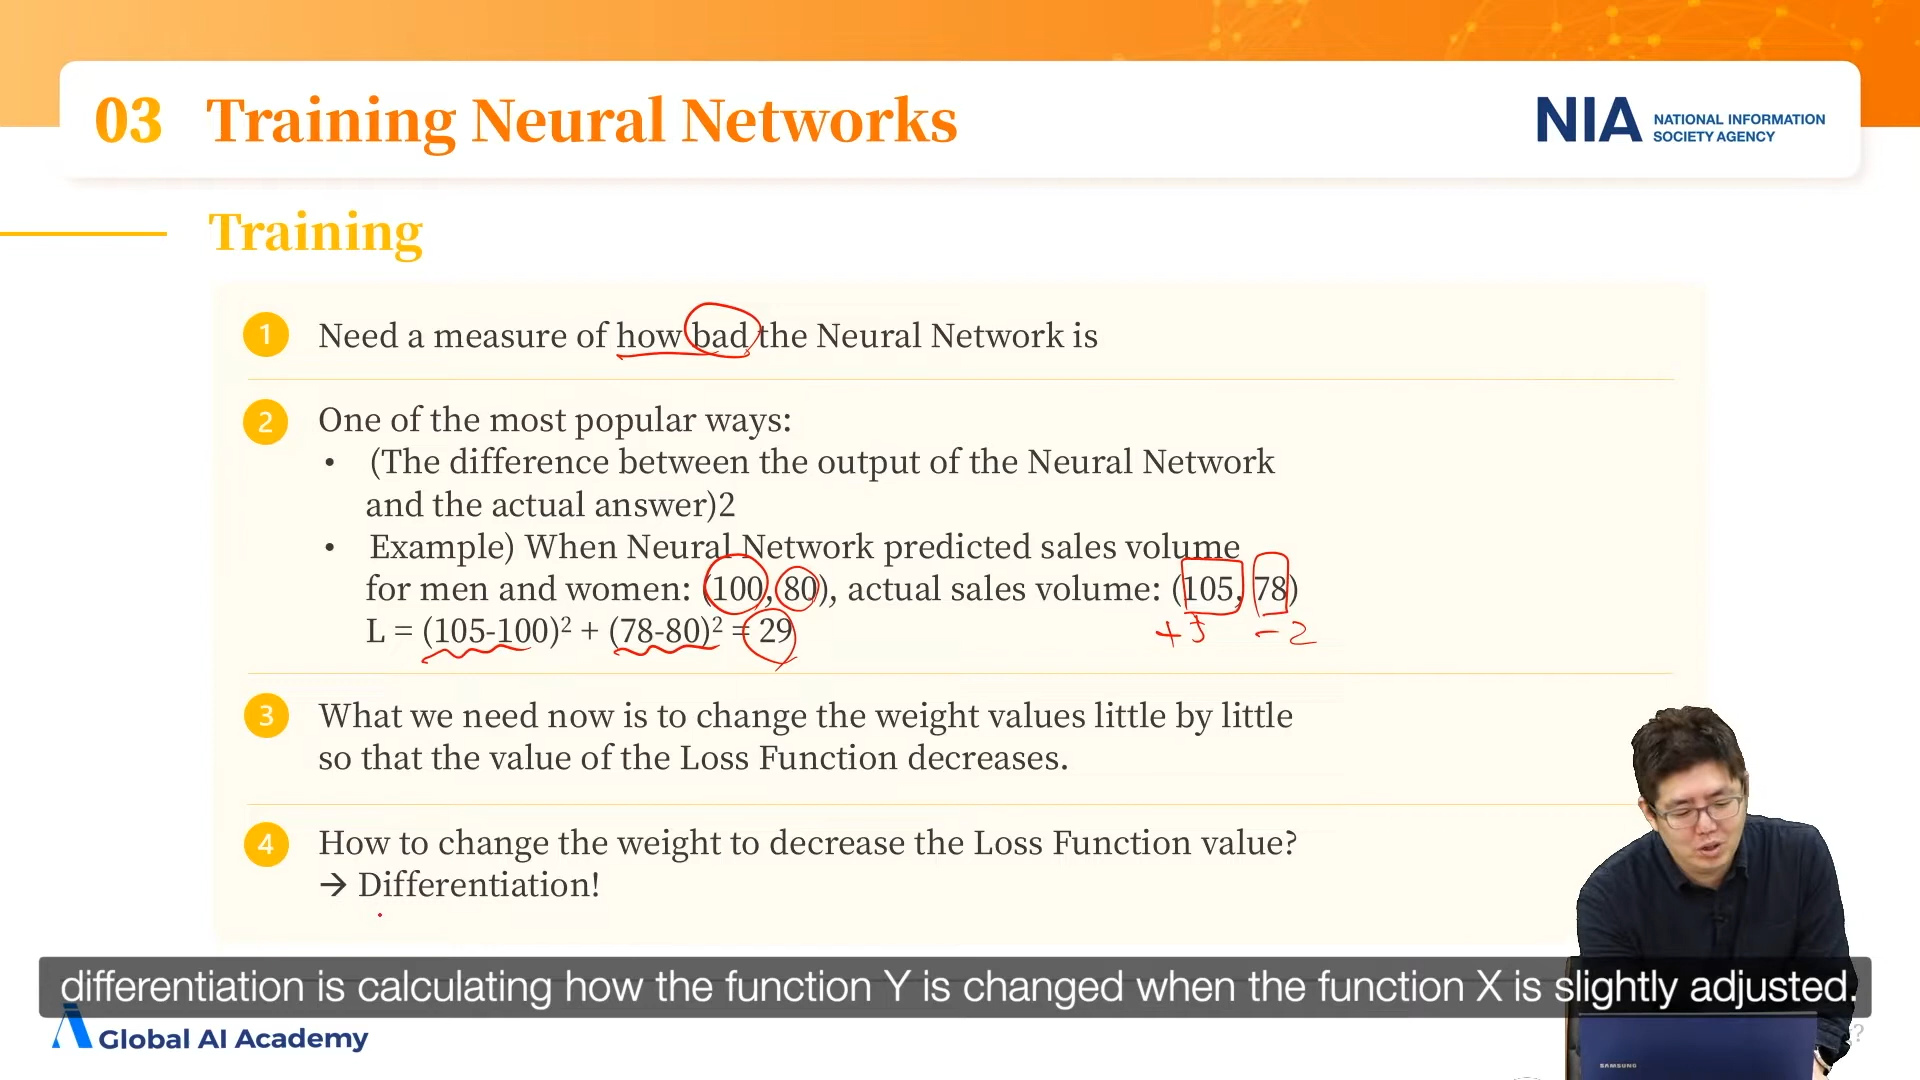 03 Training Neural Networks
NIA NATIONAL INFORMATION
SOCIETY AGENCY
Training
1 Need a measure of how bad the Neural Network is
2 One of the most popular ways:
• (The difference between the output of the Neural Network
and the actual answer)2
• Example) When Neural Network predicted sales volume
for men and women: (100, 80), actual sales volume: (105, 78)
L = (105-100)² + (78-80)² = 29
+5 -2
3 What we need now is to change the weight values little by little
so that the value of the Loss Function decreases.
4 How to change the weight to decrease the Loss Function value?
→ Differentiation!
differentiation is calculating how the function Y is changed when the function X is slightly adjusted.
Global AI Academy
SAMSUNG
?